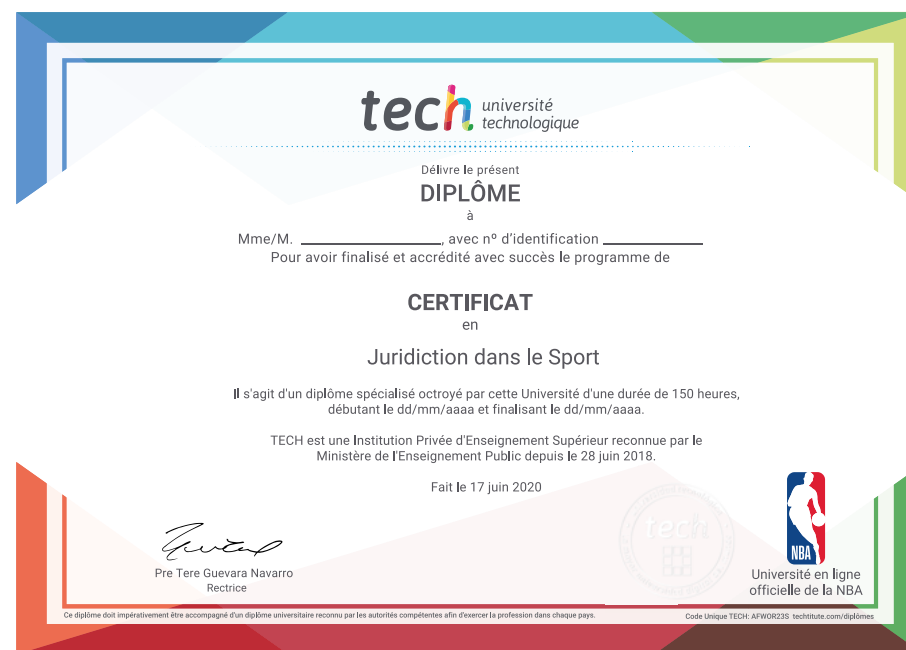 tech université
technologique
Délivre le présent
DIPLÔME
à
Mme/M. ____________, avec nº d'identification ____________
Pour avoir finalisé et accrédité avec succès le programme de
CERTIFICAT
en
Juridiction dans le Sport
Il s'agit d'un diplôme spécialisé octroyé par cette Université d'une durée de 150 heures,
débutant le dd/mm/aaaa et finalisant le dd/mm/aaaa.
TECH est une Institution Privée d'Enseignement Supérieur reconnue par le
Ministère de l'Enseignement Public depuis le 28 juin 2018.
Fait le 17 juin 2020
tech
NBA
Pre Tere Guevara Navarro
Rectrice
Université en ligne
officielle de la NBA
Ce diplôme doit impérativement être accompagné d'un diplôme universitaire reconnu par les autorités compétentes afin d'exercer la profession dans chaque pays.
Code Unique TECH: AFWOR23S techtitute.com/diplômes